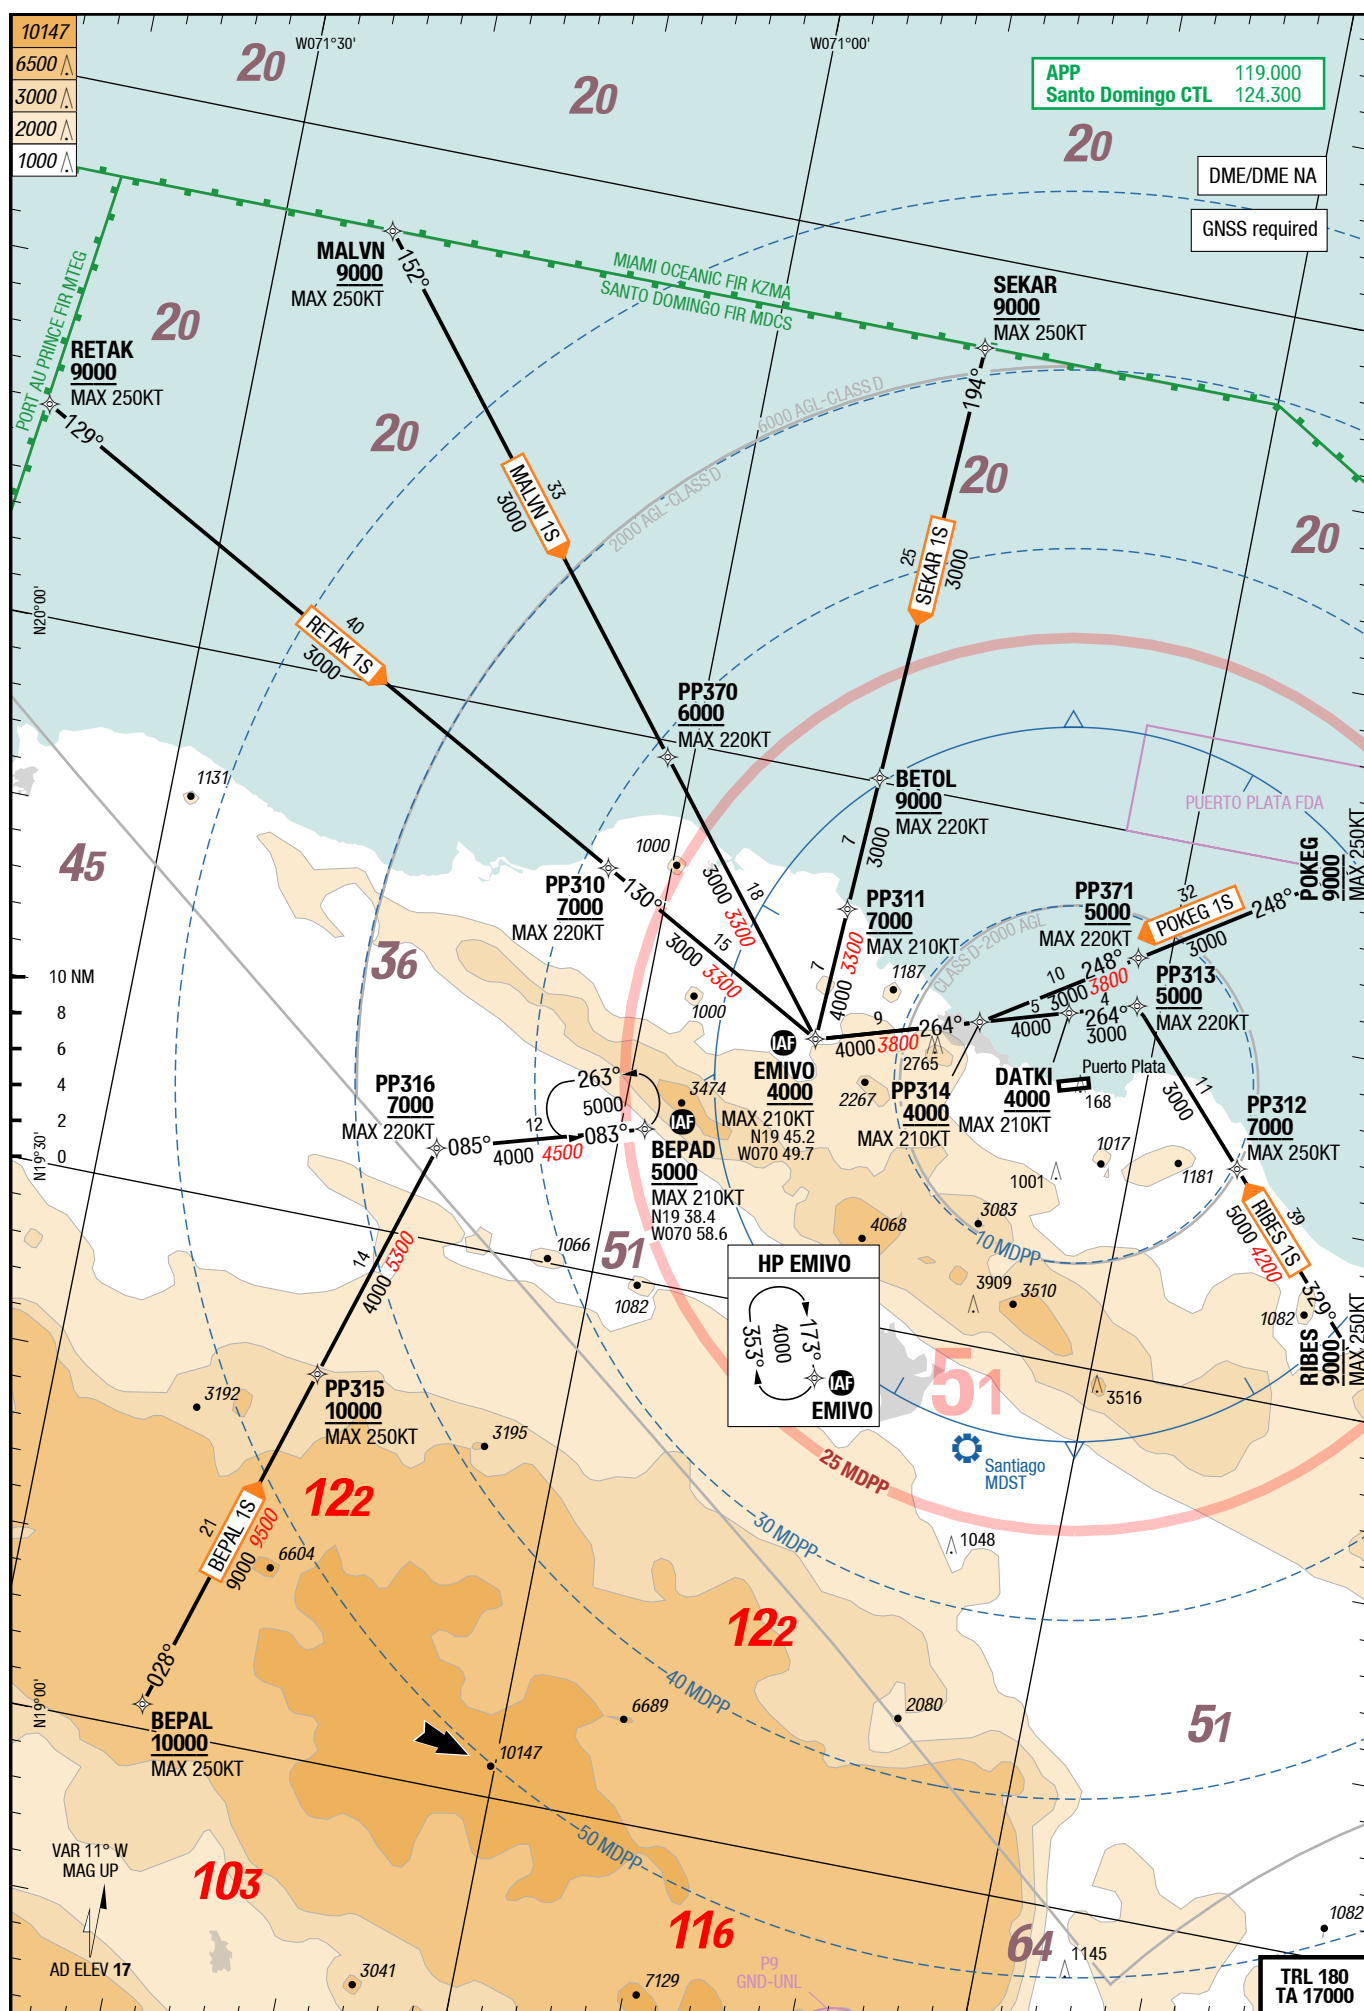 10147
6500
3000
2000
1000
W071°30'
W071°00'
20
20
20
APP 119.000
Santo Domingo CTL 124.300
DME/DME NA
GNSS required
PORT AU PRINCE FIR MTEG
MIAMI OCEANIC FIR KZMA
SANTO DOMINGO FIR MDCS
MALVN
9000
MAX 250KT
152°
SEKAR
9000
MAX 250KT
194°
20
RETAK
9000
MAX 250KT
129°
20
20
20
6000 AGL-CLASS D
2000 AGL-CLASS D
33
MALVN 1S
3000
25
SEKAR 1S
3000
N20°00'
40
RETAK 1S
3000
PP370
6000
MAX 220KT
BETOL
9000
MAX 220KT
PUERTO PLATA FDA
1131
45
1000
PP310
7000
MAX 220KT
130°
3000 3300
15
3000 3300
18
7
3000
PP311
7000
MAX 210KT
7
4000 3300
1187
CLASS D-2000 AGL
PP371
5000
MAX 220KT
32
POKEG 1S
3000
248°
POKEG
9000
MAX 250KT
36
10 NM
8
6
4
2
0
1000
10
248°
3000 3800
PP313
5000
MAX 220KT
5
4000
4
264°
3000
9
264°
4000 3800
2765
IAF
EMIVO
4000
MAX 210KT
N19 45.2
W070 49.7
2267
PP314
4000
MAX 210KT
DATKI
4000
MAX 210KT
Puerto Plata
168
11
3000
PP312
7000
MAX 250KT
PP316
7000
MAX 220KT
263°
5000
3474
085°
12
083°
4000 4500
IAF
BEPAD
5000
MAX 210KT
N19 38.4
W070 58.6
N19°30'
1017
1001
1181
39
RIBES 1S
5000 4200
329°
RIBES
9000
MAX 250KT
1082
14
4000 5300
1066
51
1082
4068
3083
10 MDPP
3909
3510
HP EMIVO
173°
4000
353°
IAF
EMIVO
51
3516
3192
PP315
10000
MAX 250KT
3195
25 MDPP
Santiago
MDST
122
21
BEPAL 1S
9000 9500
6604
30 MDPP
1048
122
028°
N19°00'
BEPAL
10000
MAX 250KT
40 MDPP
6689
2080
51
10147
50 MDPP
VAR 11° W
MAG UP
AD ELEV 17
103
116
64
1082
1145
3041
7129
P9
GND-UNL
TRL 180
TA 17000